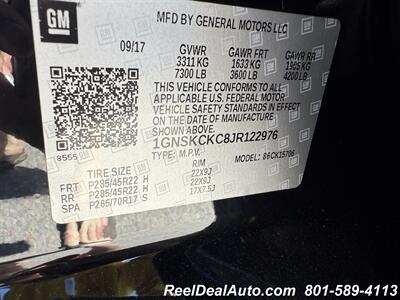 GM
MFD BY GENERAL MOTORS LLC
09/17 GVWR GAWR FRT GAWR RR
3311 KG 1633 KG 1905 KG
7300 LB 3600 LB 4200 LB
THIS VEHICLE CONFORMS TO ALL
APPLICABLE U.S. FEDERAL MOTOR
VEHICLE SAFETY STANDARDS IN EFFECT
ON THE DATE OF MANUFACTURE
SHOWN ABOVE.
1GNSKCKC8JR122976
8555 TYPE: M.P.V. MODEL: 86CK15706
TIRE SIZE RIM
FRT P285/45R22 H 22X9J
RR P285/45R22 H 22X9J
SPA P265/70R17 S 17X7.5J
ReelDealAuto.com 801-589-4113